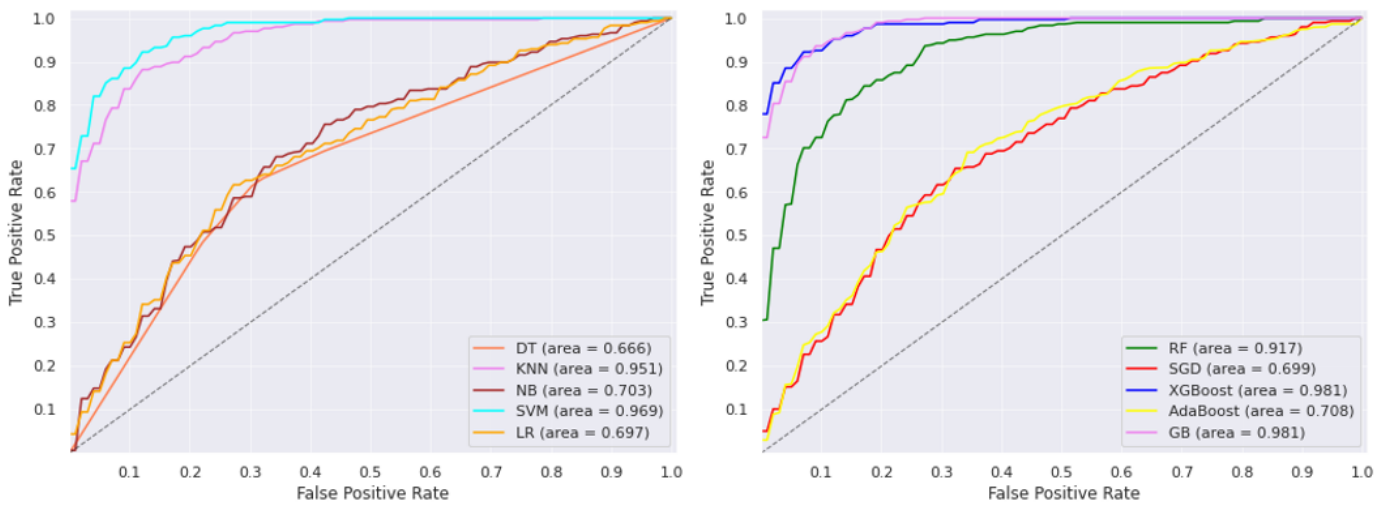 1.0
0.9
0.8
0.7
0.6
0.5
0.4
0.3
0.2
0.1
True Positive Rate
DT (area = 0.666)
KNN (area = 0.951)
NB (area = 0.703)
SVM (area = 0.969)
LR (area = 0.697)
0.1 0.2 0.3 0.4 0.5 0.6 0.7 0.8 0.9 1.0
False Positive Rate
1.0
0.9
0.8
0.7
0.6
0.5
0.4
0.3
0.2
0.1
True Positive Rate
RF (area = 0.917)
SGD (area = 0.699)
XGBoost (area = 0.981)
AdaBoost (area = 0.708)
GB (area = 0.981)
0.1 0.2 0.3 0.4 0.5 0.6 0.7 0.8 0.9 1.0
False Positive Rate